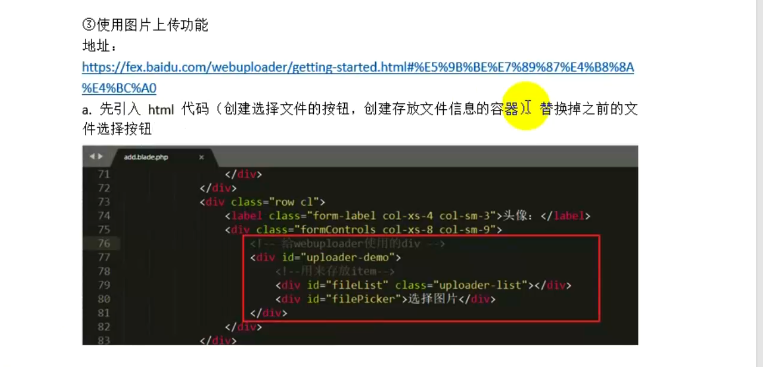 ③使用图片上传功能
地址：
https://fex.baidu.com/webuploader/getting-started.html#%E5%9B%BE%E7%89%87%E4%B8%8A
%E4%BC%A0
a. 先引入 html 代码（创建选择文件的按钮，创建存放文件信息的容器） 替换掉之前的文
件选择按钮
add.blade.php ×
71 </div>
72 </div>
73 <div class="row cl">
74 <label class="form-label col-xs-4 col-sm-3">头像：</label>
75 <div class="formControls col-xs-8 col-sm-9">
76 <!-- 给webuploader使用的div -->
77 <div id="uploader-demo">
78 <!--用来存放item-->
79 <div id="fileList" class="uploader-list"></div>
80 <div id="filePicker">选择图片</div>
81 </div>
82 </div>
83 </div>